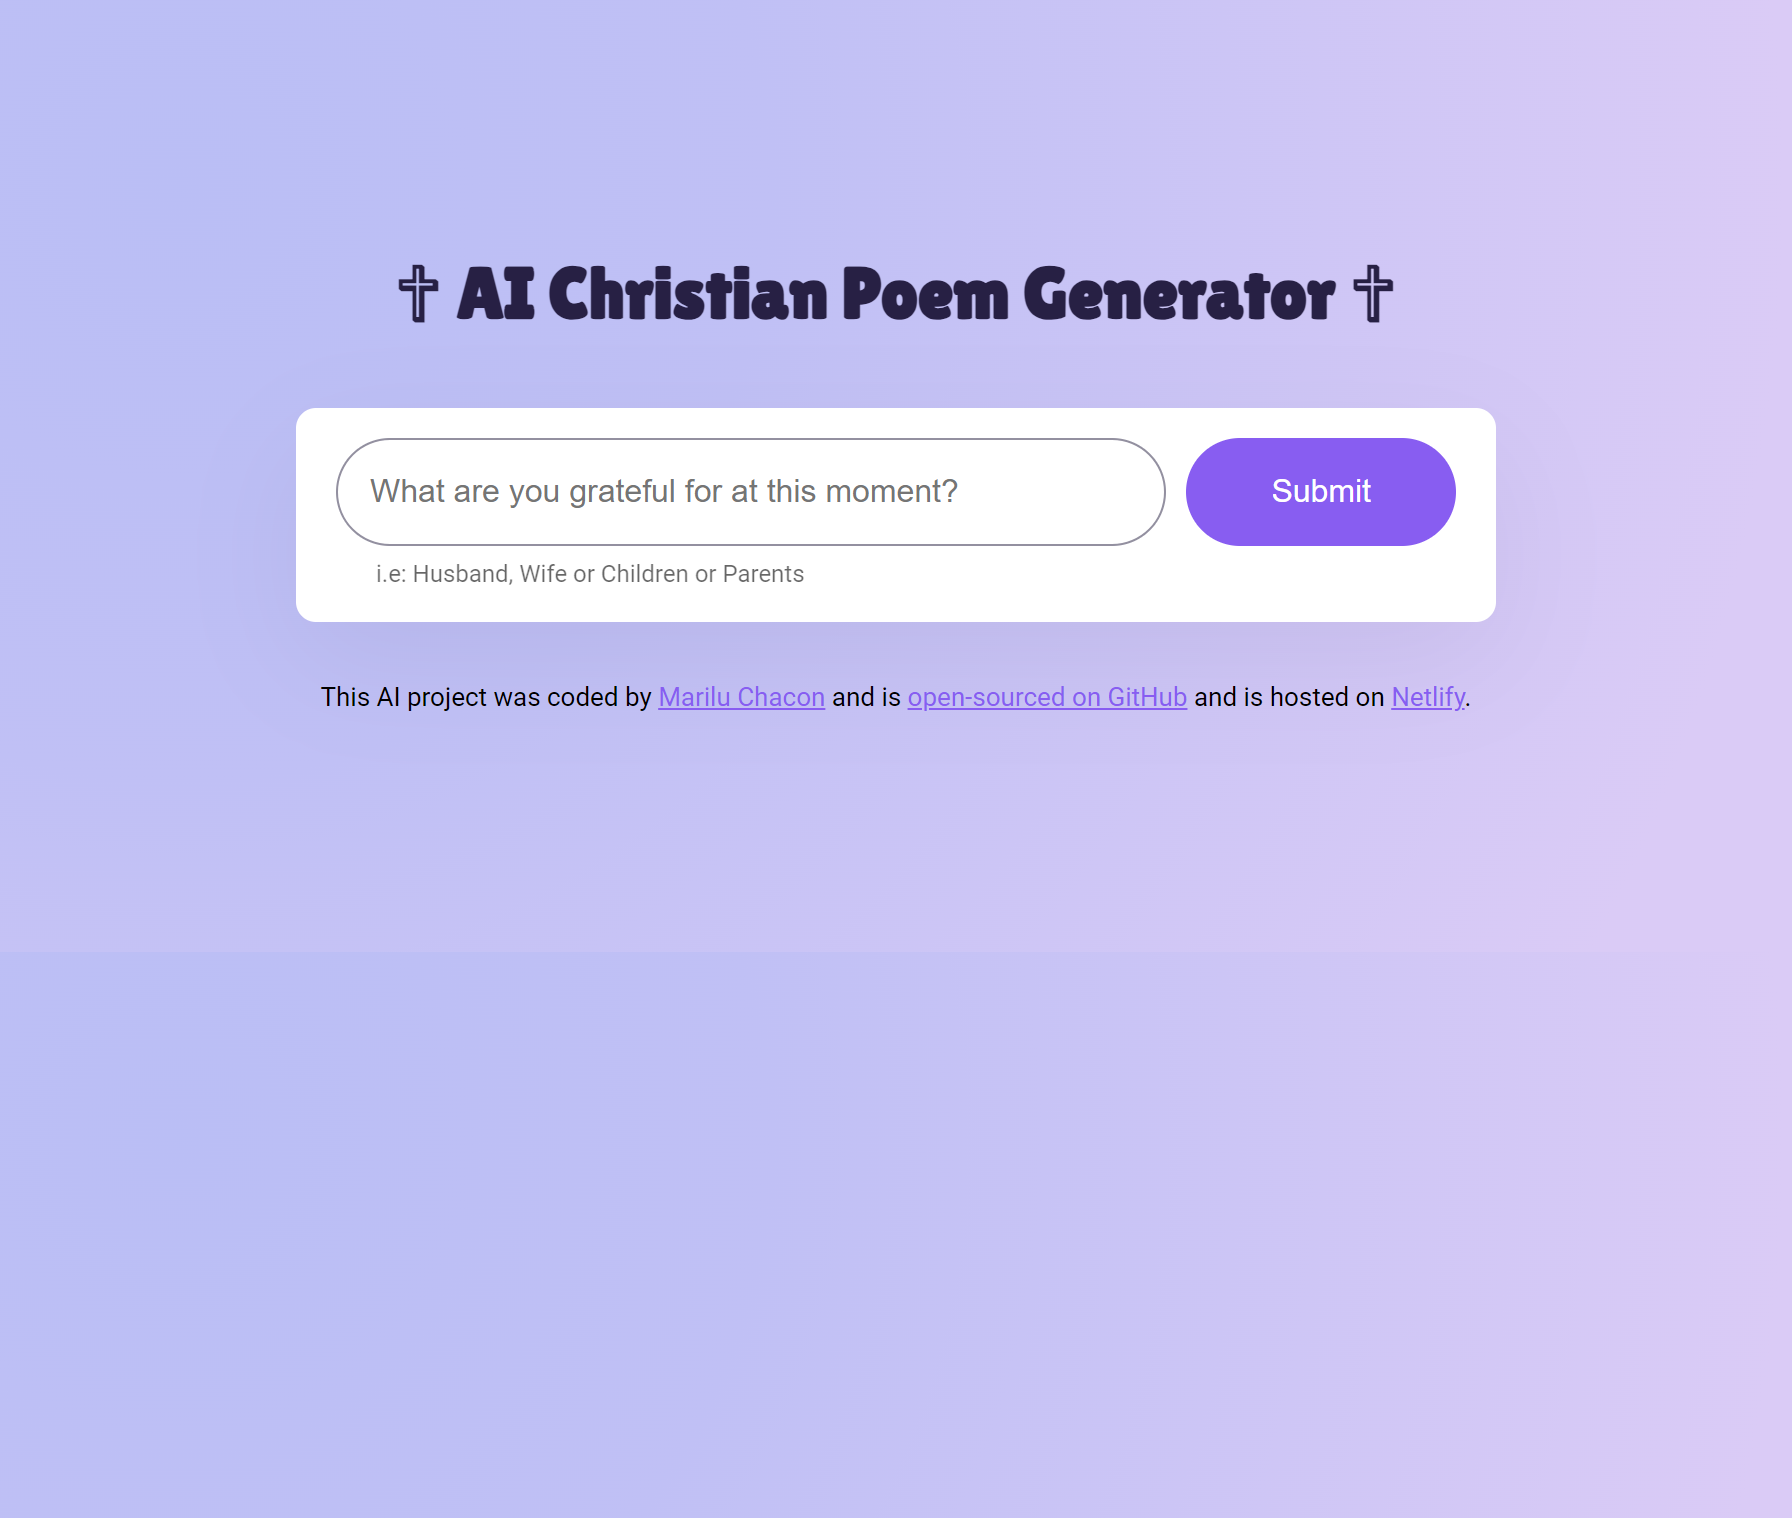 ✝ AI Christian Poem Generator ✝
What are you grateful for at this moment?
Submit
i.e: Husband, Wife or Children or Parents
This AI project was coded by Marilu Chacon and is open-sourced on GitHub and is hosted on Netlify.